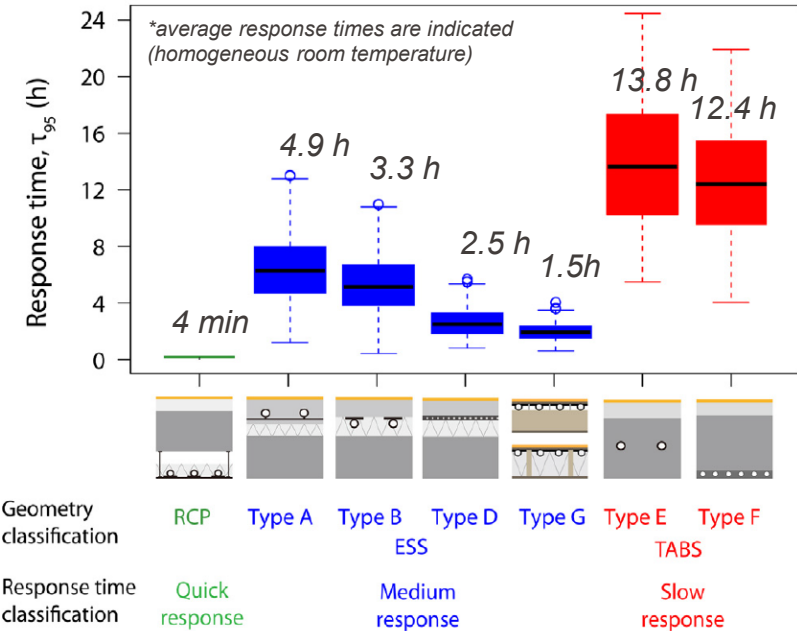 *average response times are indicated
(homogeneous room temperature)
Response time, τ95 (h)
24
20
16
12
8
4
0
4 min
4.9 h
3.3 h
2.5 h
1.5h
13.8 h
12.4 h
Geometry
classification
RCP
Type A
Type B
Type D
Type G
Type E
Type F
ESS
TABS
Response time
classification
Quick
response
Medium
response
Slow
response